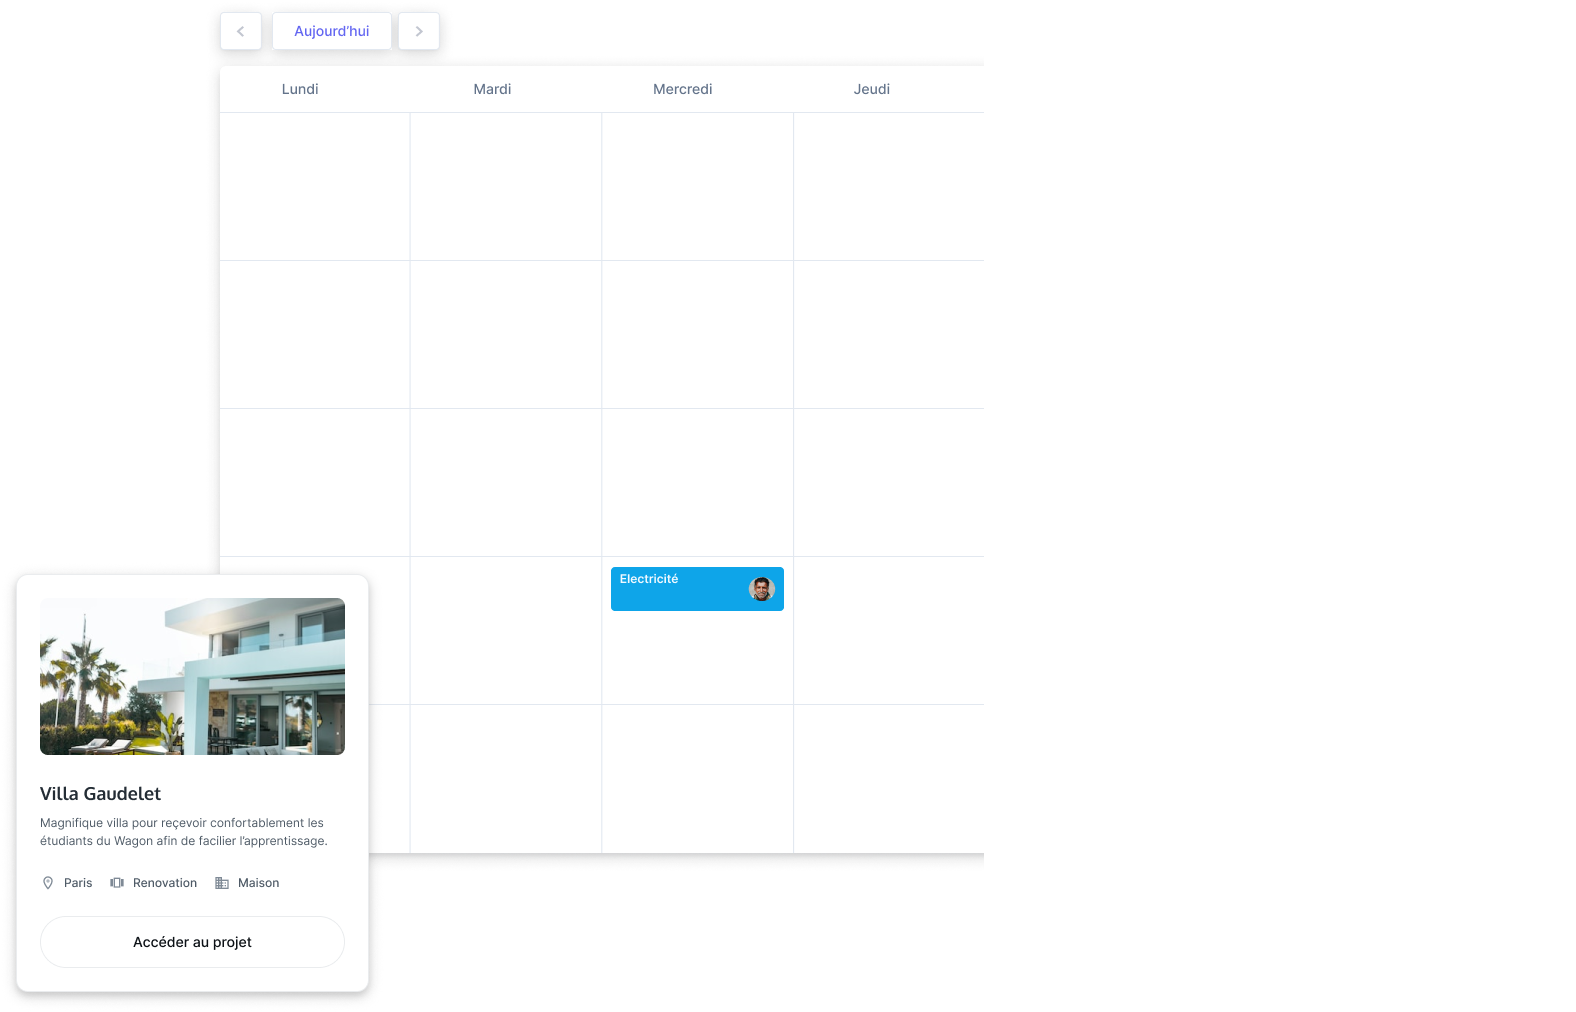 Aujourd'hui
Lundi Mardi Mercredi Jeudi
Electricité
Villa Gaudelet
Magnifique villa pour reçevoir confortablement les
étudiants du Wagon afin de facilier l'apprentissage.
Paris Renovation Maison
Accéder au projet